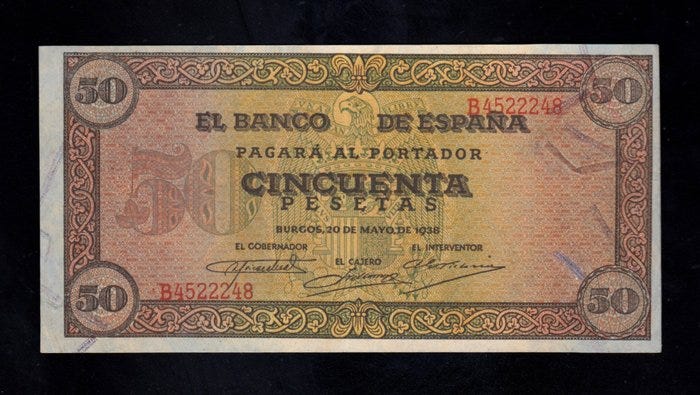 50 50
B4522248
EL BANCO DE ESPAÑA
PAGARÁ AL PORTADOR
50
CINCUENTA
PESETAS
BURGOS, 20 DE MAYO, DE 1938
EL GOBERNADOR EL INTERVENTOR
EL CAJERO
B4522248
50 50